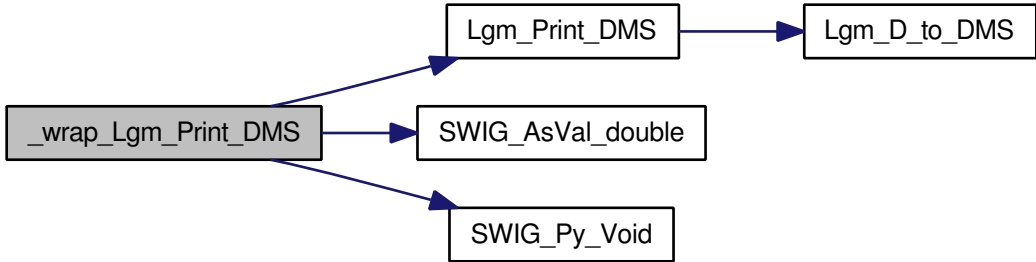 _wrap_Lgm_Print_DMS
Lgm_Print_DMS
Lgm_D_to_DMS
SWIG_AsVal_double
SWIG_Py_Void